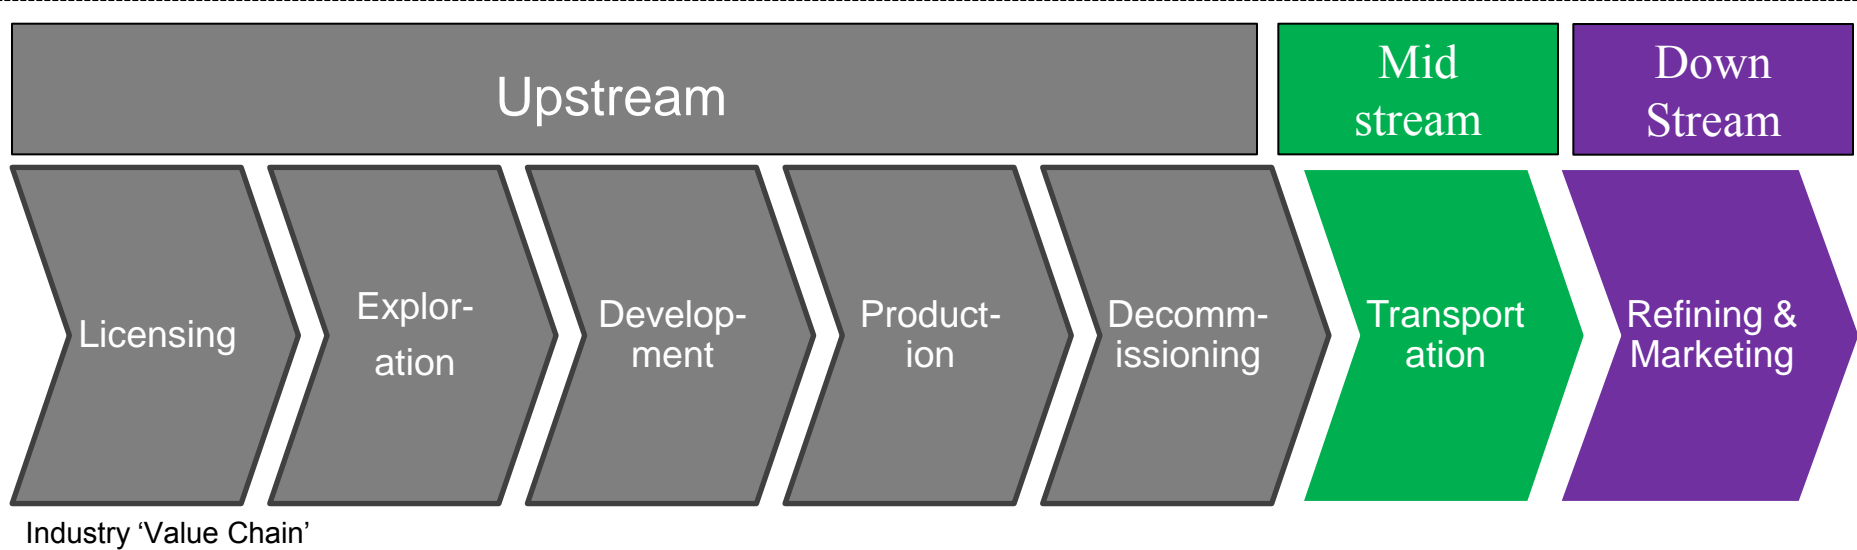 Upstream
Mid
stream
Down
Stream
Licensing
Explor-
ation
Develop-
ment
Product-
ion
Decomm-
issioning
Transport
ation
Refining &
Marketing
Industry ‘Value Chain’